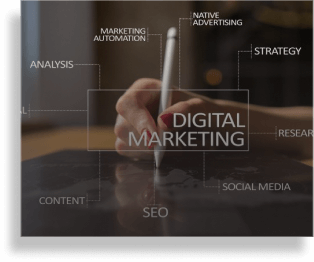 NATIVE
ADVERTISING
MARKETING
AUTOMATION
STRATEGY
ANALYSIS
DIGITAL
MARKETING
RESEAR
SOCIAL MEDIA
CONTENT
SEO